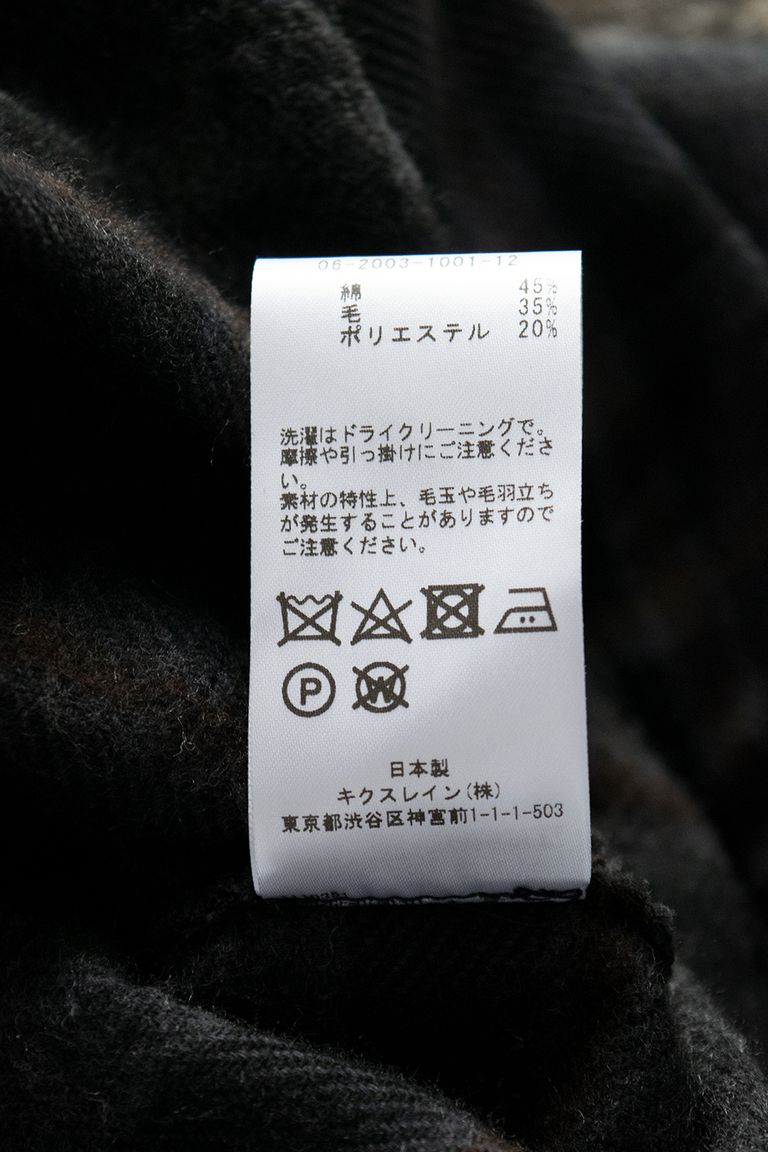 06-2003-1001-12
綿 45%
毛 35%
ポリエステル 20%
洗濯はドライクリーニングで。
摩擦や引っ掛けにご注意くださ
い。
素材の特性上、毛玉や毛羽立ち
が発生することがありますので
ご注意ください。
P W
日本製
キクスレイン(株)
東京都渋谷区神宮前1-1-1-503